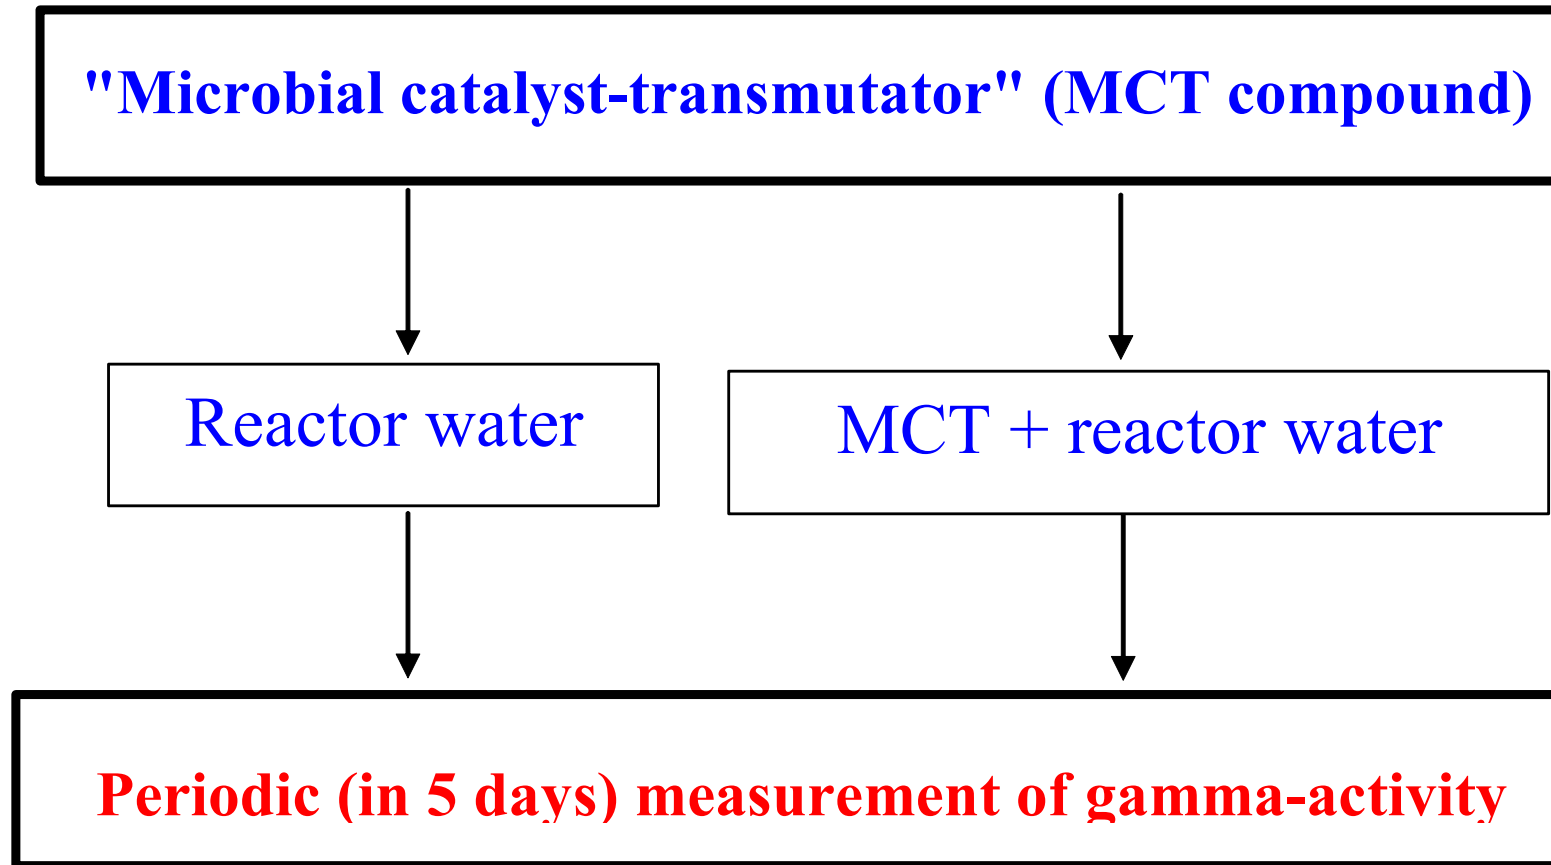 "Microbial catalyst-transmutator" (MCT compound)
Reactor water
MCT + reactor water
Periodic (in 5 days) measurement of gamma-activity